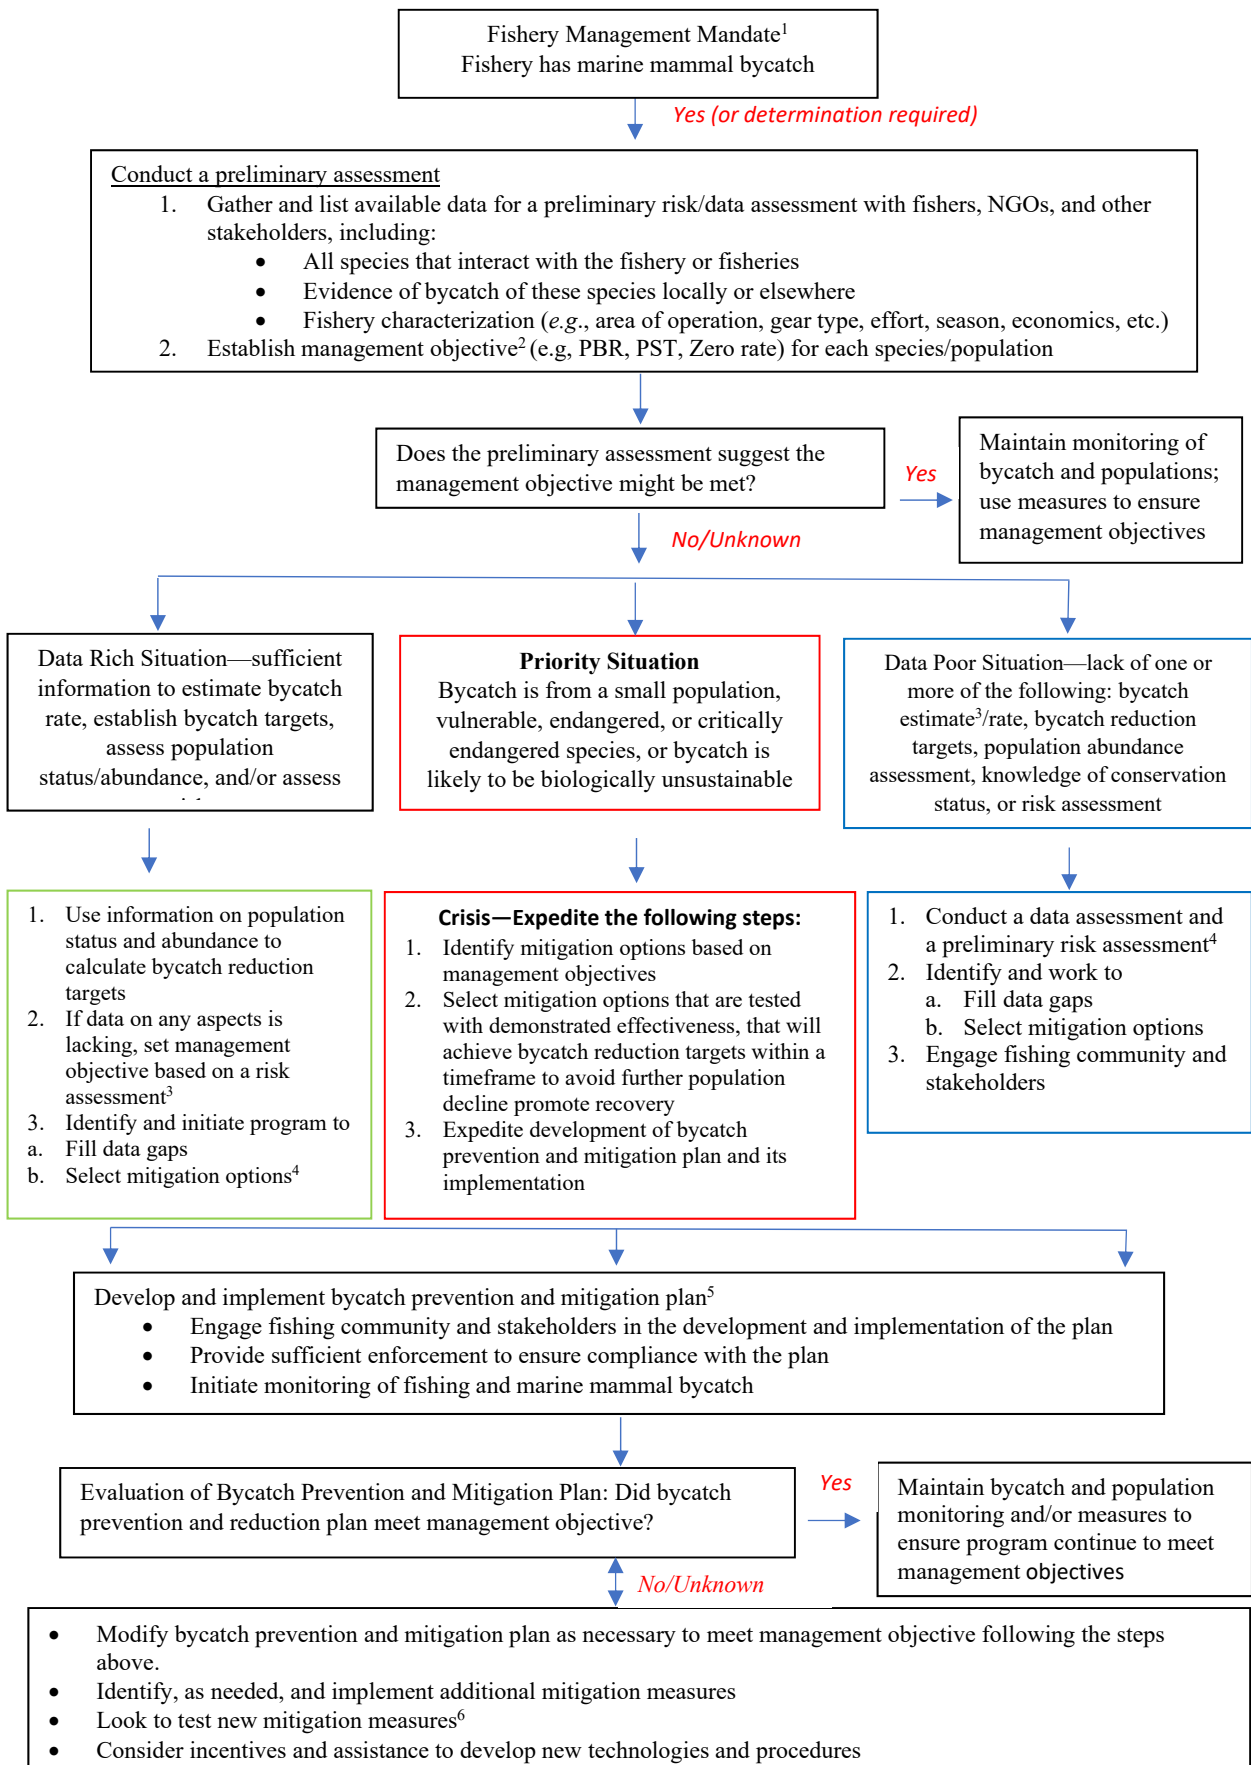 Fishery Management Mandate¹
Fishery has marine mammal bycatch
Yes (or determination required)
Conduct a preliminary assessment
1. Gather and list available data for a preliminary risk/data assessment with fishers, NGOs, and other
stakeholders, including:
• All species that interact with the fishery or fisheries
• Evidence of bycatch of these species locally or elsewhere
• Fishery characterization (e.g., area of operation, gear type, effort, season, economics, etc.)
2. Establish management objective² (e.g, PBR, PST, Zero rate) for each species/population
Does the preliminary assessment suggest the
management objective might be met?
Yes
Maintain monitoring of
bycatch and populations;
use measures to ensure
management objectives
No/Unknown
Data Rich Situation—sufficient
information to estimate bycatch
rate, establish bycatch targets,
assess population
status/abundance, and/or assess
Priority Situation
Bycatch is from a small population,
vulnerable, endangered, or critically
endangered species, or bycatch is
likely to be biologically unsustainable
Data Poor Situation—lack of one or
more of the following: bycatch
estimate³/rate, bycatch reduction
targets, population abundance
assessment, knowledge of conservation
status, or risk assessment
1. Use information on population
status and abundance to
calculate bycatch reduction
targets
2. If data on any aspects is
lacking, set management
objective based on a risk
assessment³
3. Identify and initiate program to
a. Fill data gaps
b. Select mitigation options⁴
Crisis—Expedite the following steps:
1. Identify mitigation options based on
management objectives
2. Select mitigation options that are tested
with demonstrated effectiveness, that will
achieve bycatch reduction targets within a
timeframe to avoid further population
decline promote recovery
3. Expedite development of bycatch
prevention and mitigation plan and its
implementation
1. Conduct a data assessment and
a preliminary risk assessment⁴
2. Identify and work to
a. Fill data gaps
b. Select mitigation options
3. Engage fishing community and
stakeholders
Develop and implement bycatch prevention and mitigation plan⁵
• Engage fishing community and stakeholders in the development and implementation of the plan
• Provide sufficient enforcement to ensure compliance with the plan
• Initiate monitoring of fishing and marine mammal bycatch
Evaluation of Bycatch Prevention and Mitigation Plan: Did bycatch
prevention and reduction plan meet management objective?
Yes
Maintain bycatch and population
monitoring and/or measures to
ensure program continue to meet
management objectives
No/Unknown
• Modify bycatch prevention and mitigation plan as necessary to meet management objective following the steps
above.
• Identify, as needed, and implement additional mitigation measures
• Look to test new mitigation measures⁶
• Consider incentives and assistance to develop new technologies and procedures